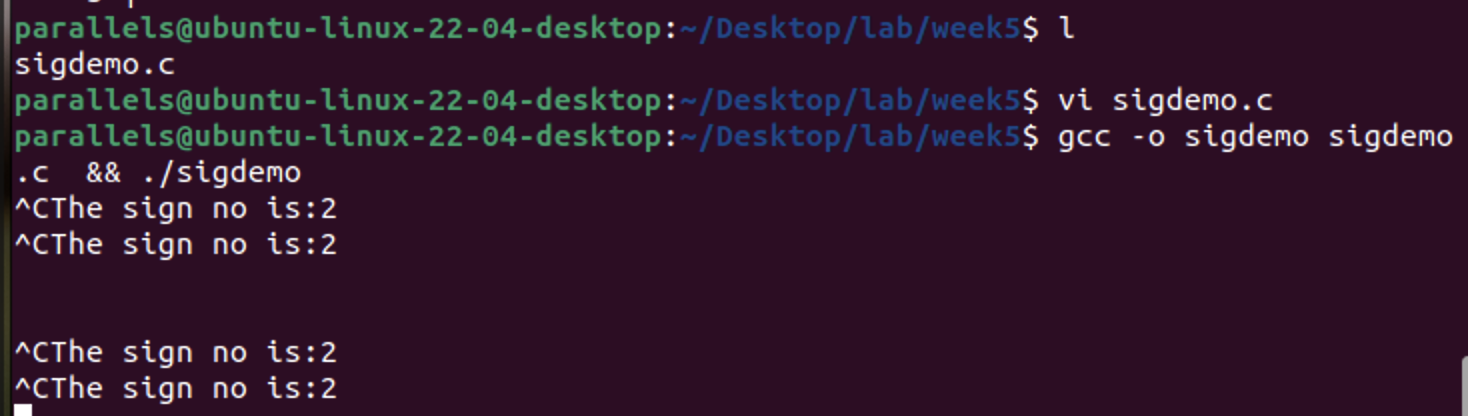 parallels@ubuntu-linux-22-04-desktop:~/Desktop/lab/week5$ l
sigdemo.c
parallels@ubuntu-linux-22-04-desktop:~/Desktop/lab/week5$ vi sigdemo.c
parallels@ubuntu-linux-22-04-desktop:~/Desktop/lab/week5$ gcc -o sigdemo sigdemo
.c  && ./sigdemo
^CThe sign no is:2
^CThe sign no is:2
^CThe sign no is:2
^CThe sign no is:2